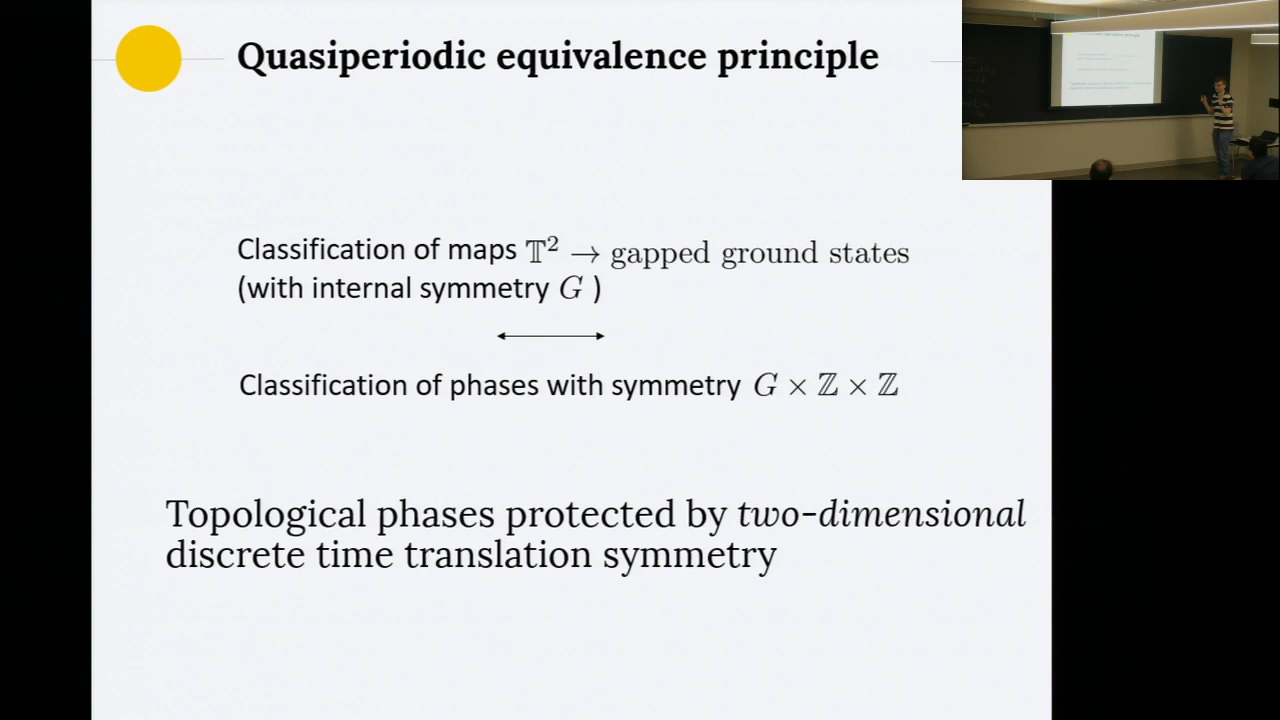 Quasiperiodic equivalence principle
Classification of maps 𝕋² → gapped ground states
(with internal symmetry G )
Classification of phases with symmetry G × ℤ × ℤ
Topological phases protected by two-dimensional
discrete time translation symmetry